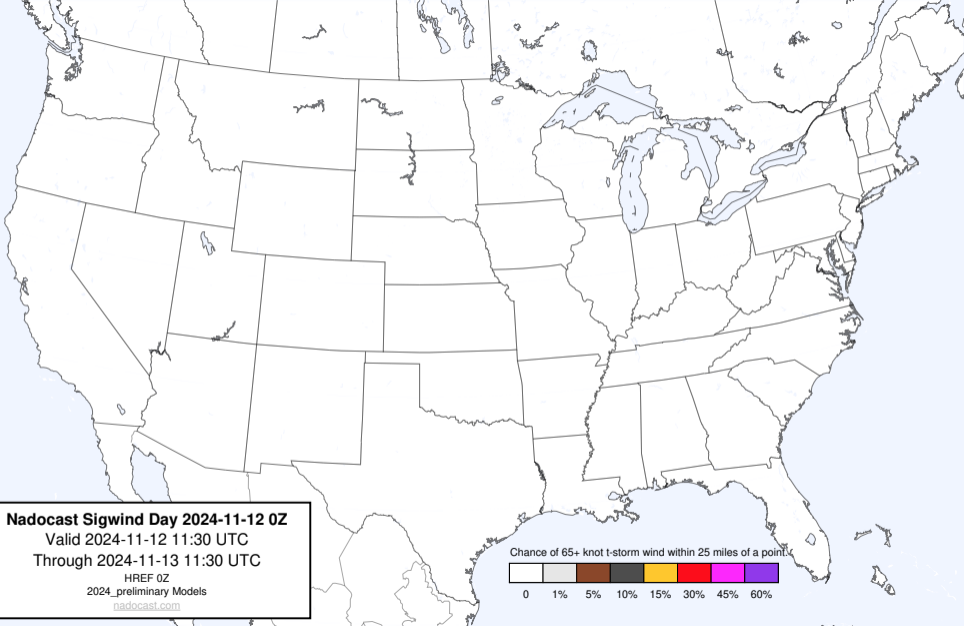 Nadocast Sigwind Day 2024-11-12 0Z
Valid 2024-11-12 11:30 UTC
Through 2024-11-13 11:30 UTC
HREF 0Z
2024_preliminary Models
nadocast.com
Chance of 65+ knot t-storm wind within 25 miles of a point.
0 1% 5% 10% 15% 30% 45% 60%